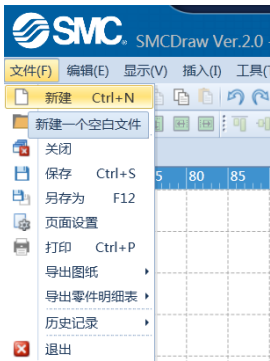 SMC. SMCDraw Ver.2.0 -
文件(F) 编辑(E) 显示(V) 插入(I) 工具(
新建 Ctrl+N
新建一个空白文件
关闭
保存 Ctrl+S
5 80 85
另存为 F12
页面设置
打印 Ctrl+P
导出图纸
导出零件明细表
历史记录
退出